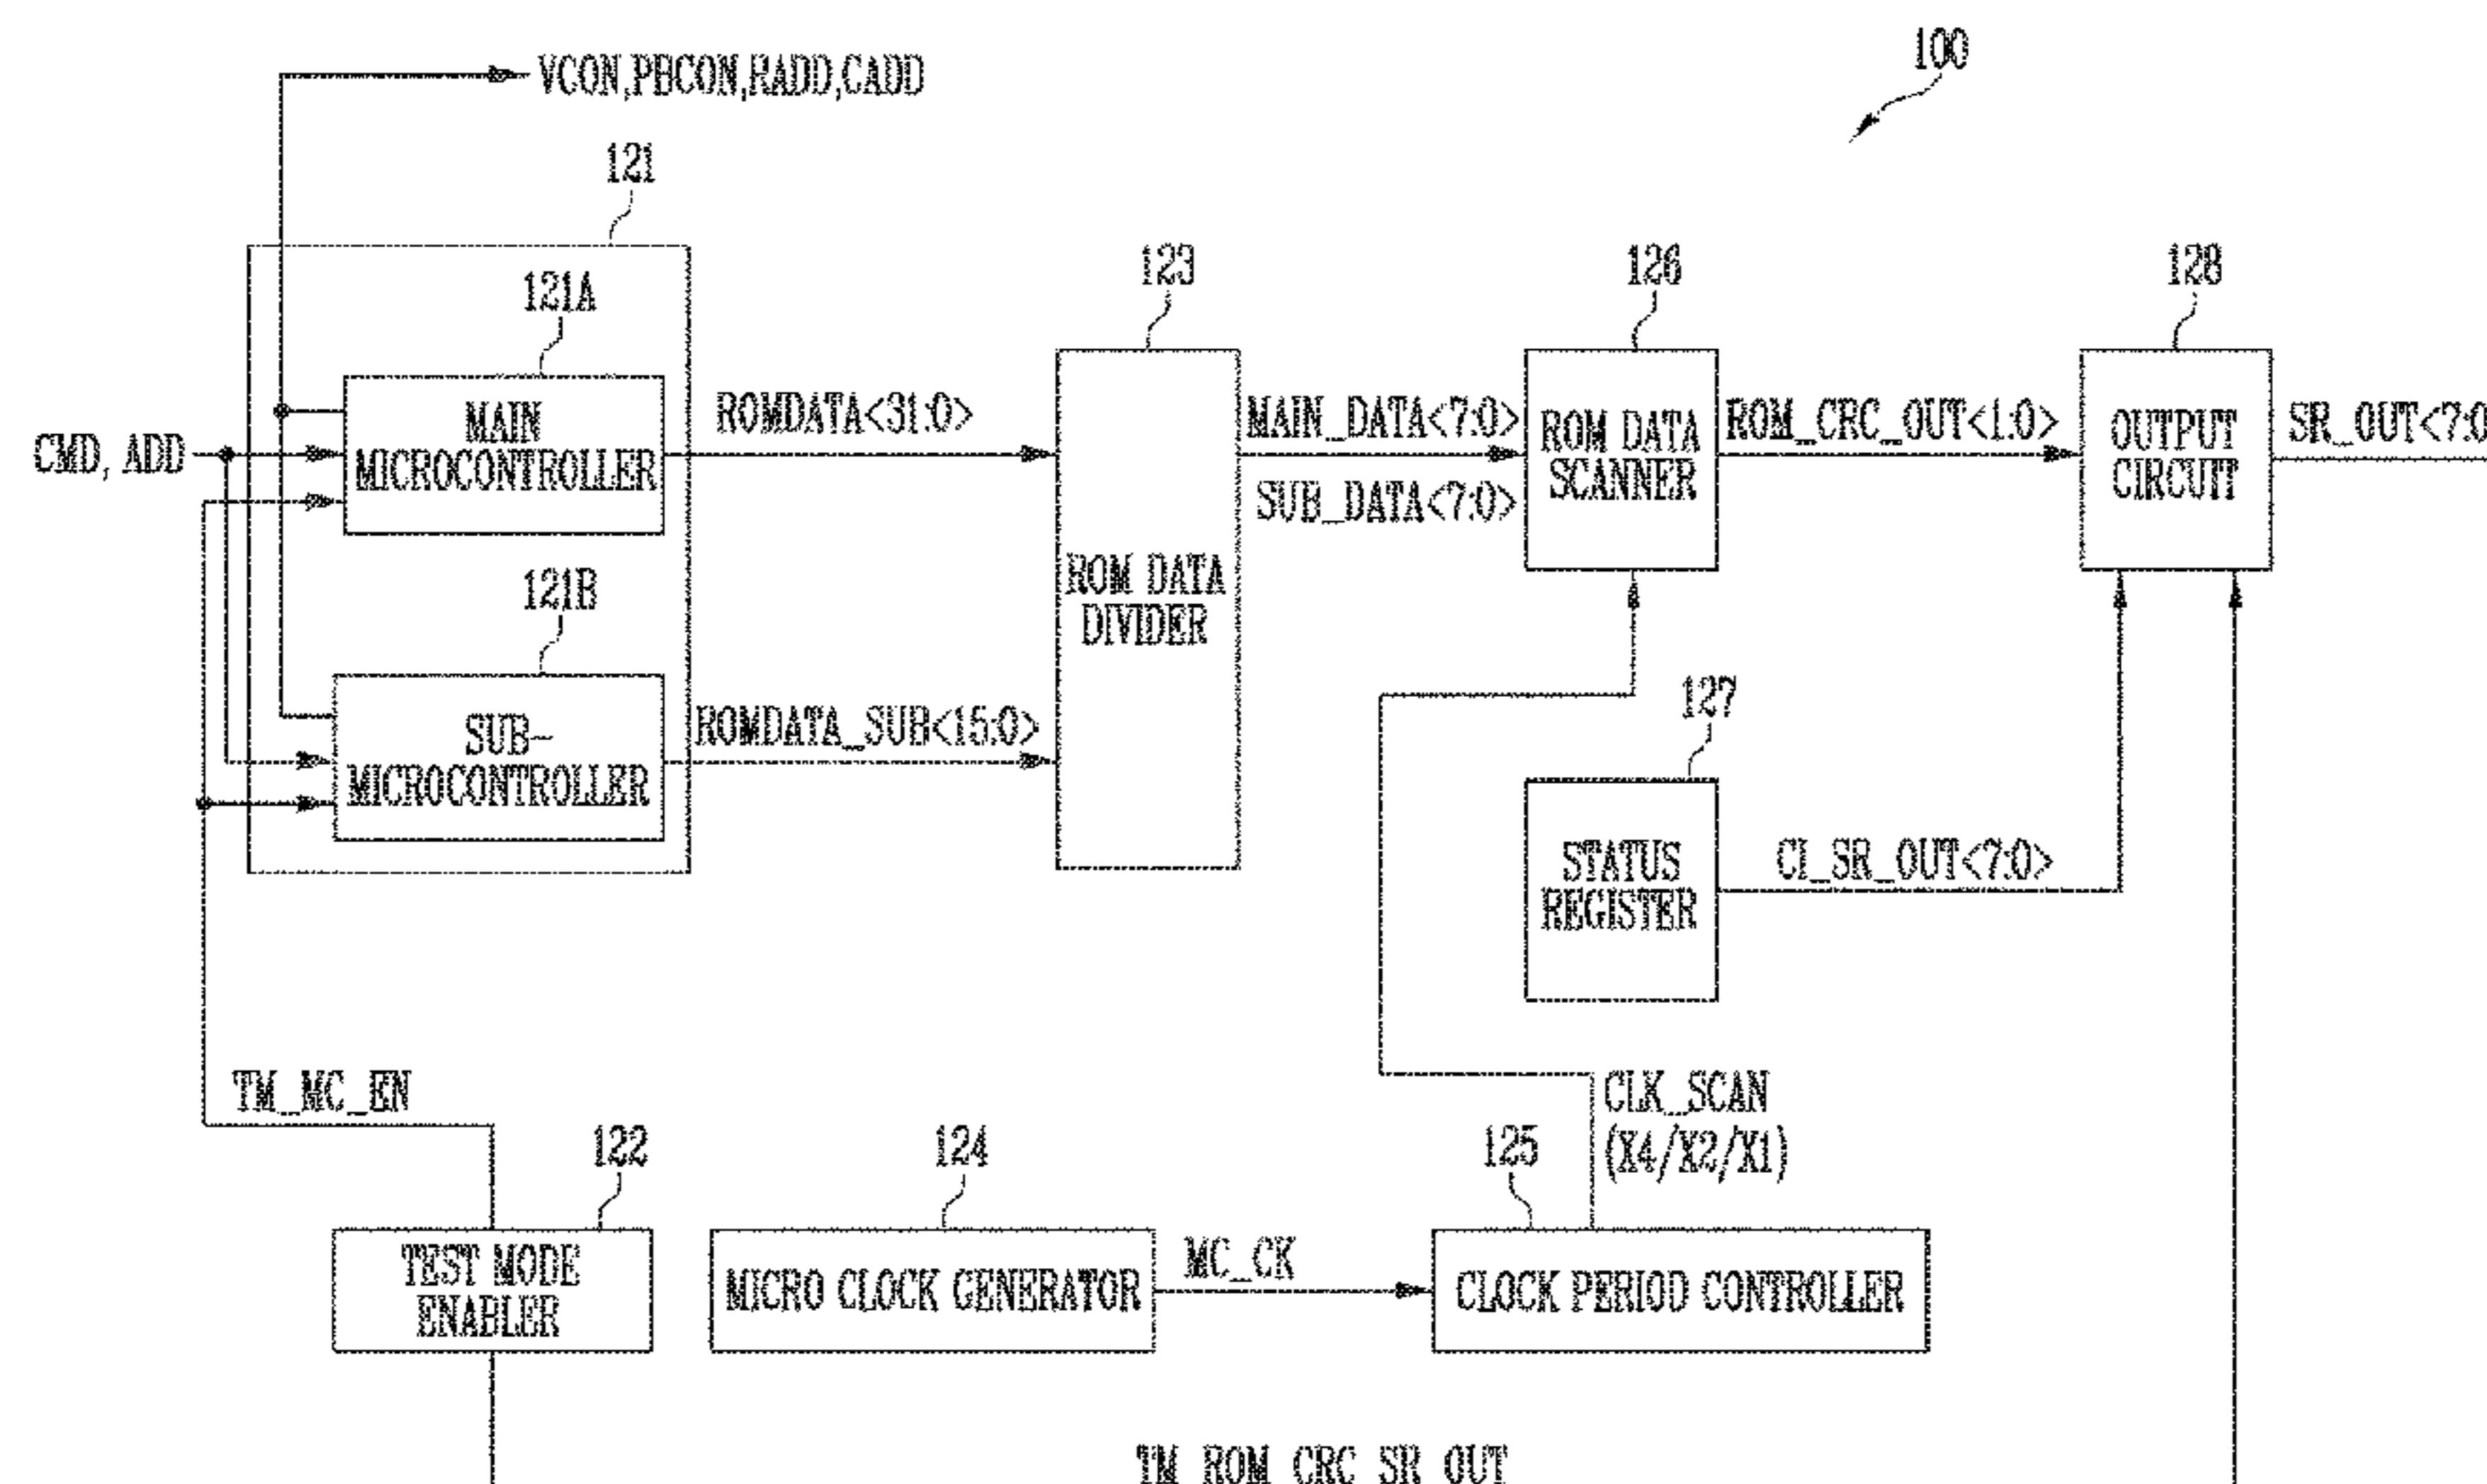 100
VCON,PBCON,RADD,CADD
121
123
126
128
121A
MAIN
MICROCONTROLLER
CMD, ADD
ROMDATA<31:0>
MAIN_DATA<7:0>
SUB_DATA<7:0>
ROM DATA
SCANNER
ROM_CRC_OUT<1:0>
OUTPUT
CIRCUIT
SR_OUT<7:0
121B
ROM DATA
DIVIDER
SUB-
MICROCONTROLLER
ROMDATA_SUB<15:0>
127
STATUS
REGISTER
CI_SR_OUT<7:0>
TM_MC_EN
CLK_SCAN
(X4/X2/X1)
122
124
125
TEST MODE
ENABLER
MICRO CLOCK GENERATOR
MC_CK
CLOCK PERIOD CONTROLLER
TM_ROM_CRC_SR_OUT